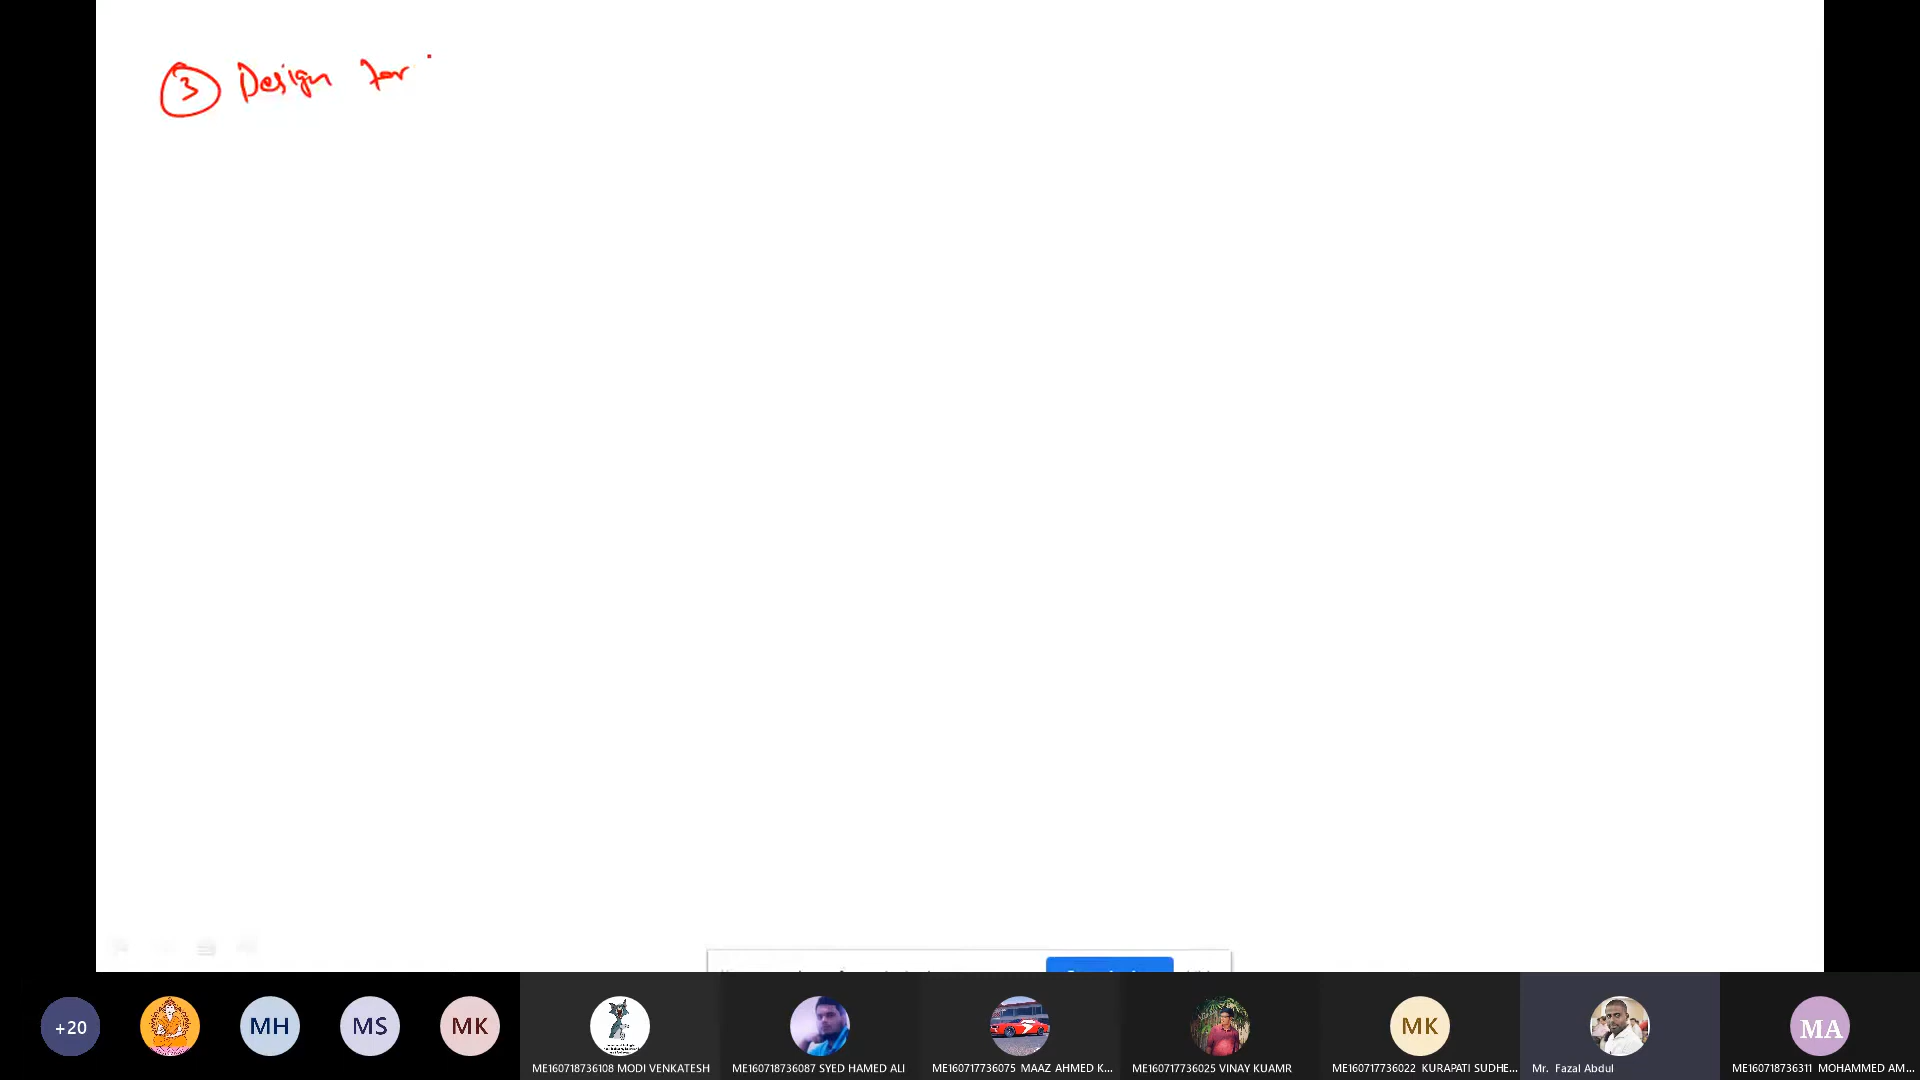 3 Design for
+20
MH
MS
MK
MK
MA
ME160718736108 MODI VENKATESH
ME160718736087 SYED HAMED ALI
ME160717736075 MAAZ AHMED K...
ME160717736025 VINAY KUAMR
ME160717736022 KURAPATI SUDHE...
Mr. Fazal Abdul
ME160718736311 MOHAMMED AM...